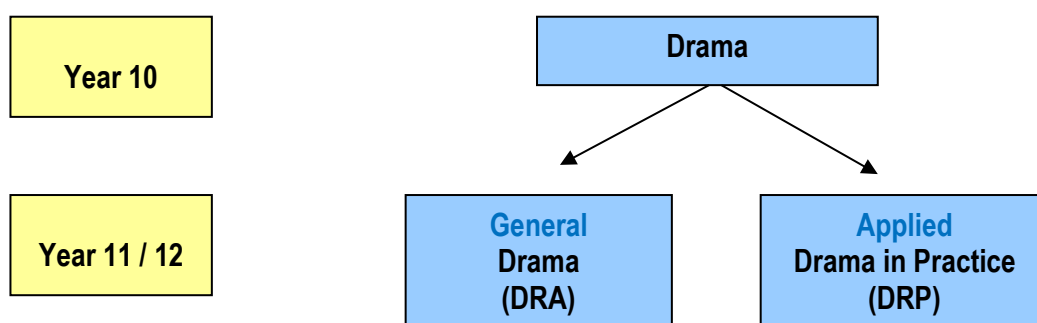 Year 10
Drama
Year 11 / 12
General
Drama
(DRA)
Applied
Drama in Practice
(DRP)